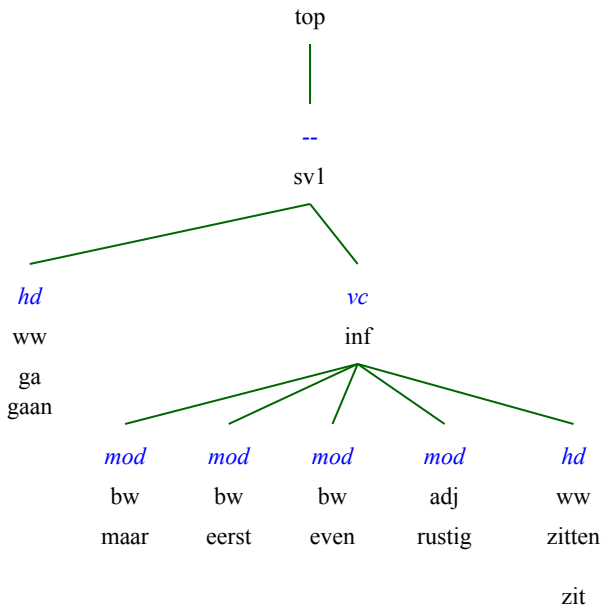 top
--
sv1
hd vc
ww inf
ga
gaan
mod mod mod mod hd
bw bw bw adj ww
maar eerst even rustig zitten
zit